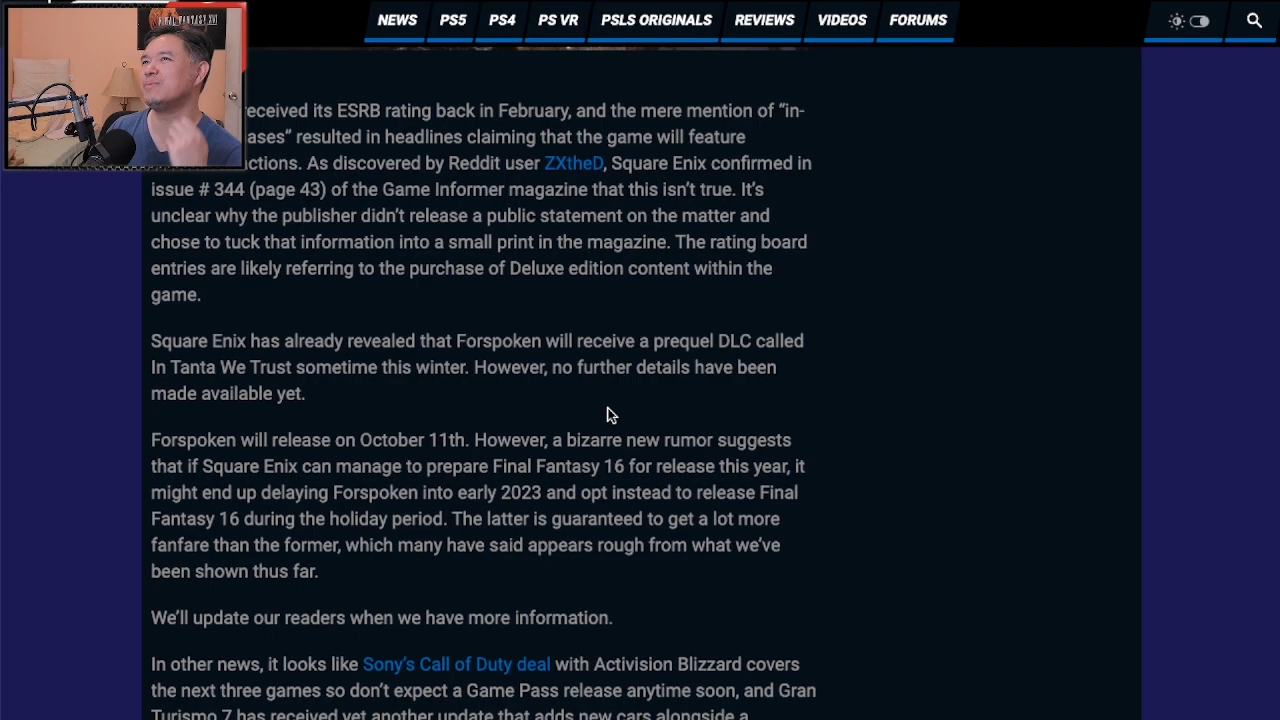 FINAL FANTASY XVI
NEWS PS5 PS4 PS VR PSLS ORIGINALS REVIEWS VIDEOS FORUMS
eceived its ESRB rating back in February, and the mere mention of “in-
ases” resulted in headlines claiming that the game will feature
ctions. As discovered by Reddit user ZXtheD, Square Enix confirmed in
issue # 344 (page 43) of the Game Informer magazine that this isn’t true. It’s
unclear why the publisher didn’t release a public statement on the matter and
chose to tuck that information into a small print in the magazine. The rating board
entries are likely referring to the purchase of Deluxe edition content within the
game.
Square Enix has already revealed that Forspoken will receive a prequel DLC called
In Tanta We Trust sometime this winter. However, no further details have been
made available yet.
Forspoken will release on October 11th. However, a bizarre new rumor suggests
that if Square Enix can manage to prepare Final Fantasy 16 for release this year, it
might end up delaying Forspoken into early 2023 and opt instead to release Final
Fantasy 16 during the holiday period. The latter is guaranteed to get a lot more
fanfare than the former, which many have said appears rough from what we’ve
been shown thus far.
We’ll update our readers when we have more information.
In other news, it looks like Sony’s Call of Duty deal with Activision Blizzard covers
the next three games so don’t expect a Game Pass release anytime soon, and Gran
Turismo 7 has received yet another update that adds new cars alongside a